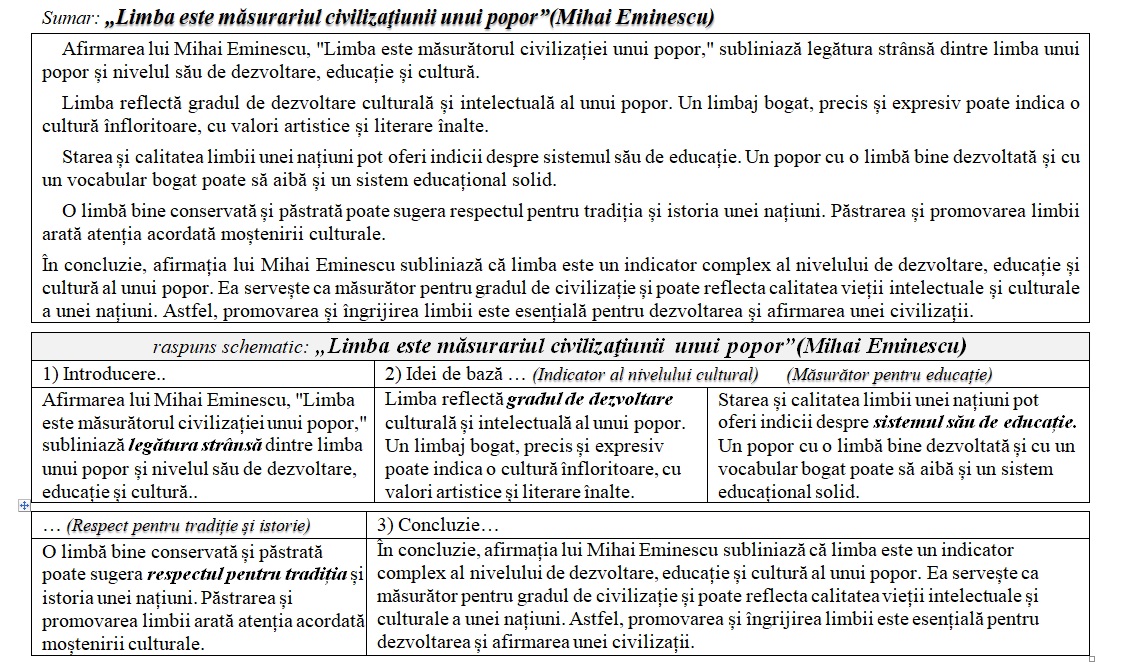 Sumar: „Limba este măsurariul civilizaţiunii unui popor”(Mihai Eminescu)
Afirmarea lui Mihai Eminescu, "Limba este măsurătorul civilizației unui popor," subliniază legătura strânsă dintre limba unui
popor și nivelul său de dezvoltare, educație și cultură.
Limba reflectă gradul de dezvoltare culturală și intelectuală al unui popor. Un limbaj bogat, precis și expresiv poate indica o
cultură înfloritoare, cu valori artistice și literare înalte.
Starea și calitatea limbii unei națiuni pot oferi indicii despre sistemul său de educație. Un popor cu o limbă bine dezvoltată și cu
un vocabular bogat poate să aibă și un sistem educațional solid.
O limbă bine conservată și păstrată poate sugera respectul pentru tradiția și istoria unei națiuni. Păstrarea și promovarea limbii
arată atenția acordată moștenirii culturale.
În concluzie, afirmația lui Mihai Eminescu subliniază că limba este un indicator complex al nivelului de dezvoltare, educație și
cultură al unui popor. Ea servește ca măsurător pentru gradul de civilizație și poate reflecta calitatea vieții intelectuale și culturale
a unei națiuni. Astfel, promovarea și îngrijirea limbii este esențială pentru dezvoltarea și afirmarea unei civilizații.
raspuns schematic: „Limba este măsurariul civilizaţiunii unui popor”(Mihai Eminescu)
1) Introducere..
2) Idei de bază … (Indicator al nivelului cultural) (Măsurător pentru educație)
Afirmarea lui Mihai Eminescu, "Limba
este măsurătorul civilizației unui popor,"
subliniază legătura strânsă dintre limba
unui popor și nivelul său de dezvoltare,
educație și cultură..
Limba reflectă gradul de dezvoltare
culturală și intelectuală al unui popor.
Un limbaj bogat, precis și expresiv
poate indica o cultură înfloritoare, cu
valori artistice și literare înalte.
Starea și calitatea limbii unei națiuni pot
oferi indicii despre sistemul său de educație.
Un popor cu o limbă bine dezvoltată și cu un
vocabular bogat poate să aibă și un sistem
educațional solid.
… (Respect pentru tradiție și istorie)
3) Concluzie…
O limbă bine conservată și păstrată
poate sugera respectul pentru tradiția și
istoria unei națiuni. Păstrarea și
promovarea limbii arată atenția acordată
moștenirii culturale.
În concluzie, afirmația lui Mihai Eminescu subliniază că limba este un indicator
complex al nivelului de dezvoltare, educație și cultură al unui popor. Ea servește ca
măsurător pentru gradul de civilizație și poate reflecta calitatea vieții intelectuale și
culturale a unei națiuni. Astfel, promovarea și îngrijirea limbii este esențială pentru
dezvoltarea și afirmarea unei civilizații.